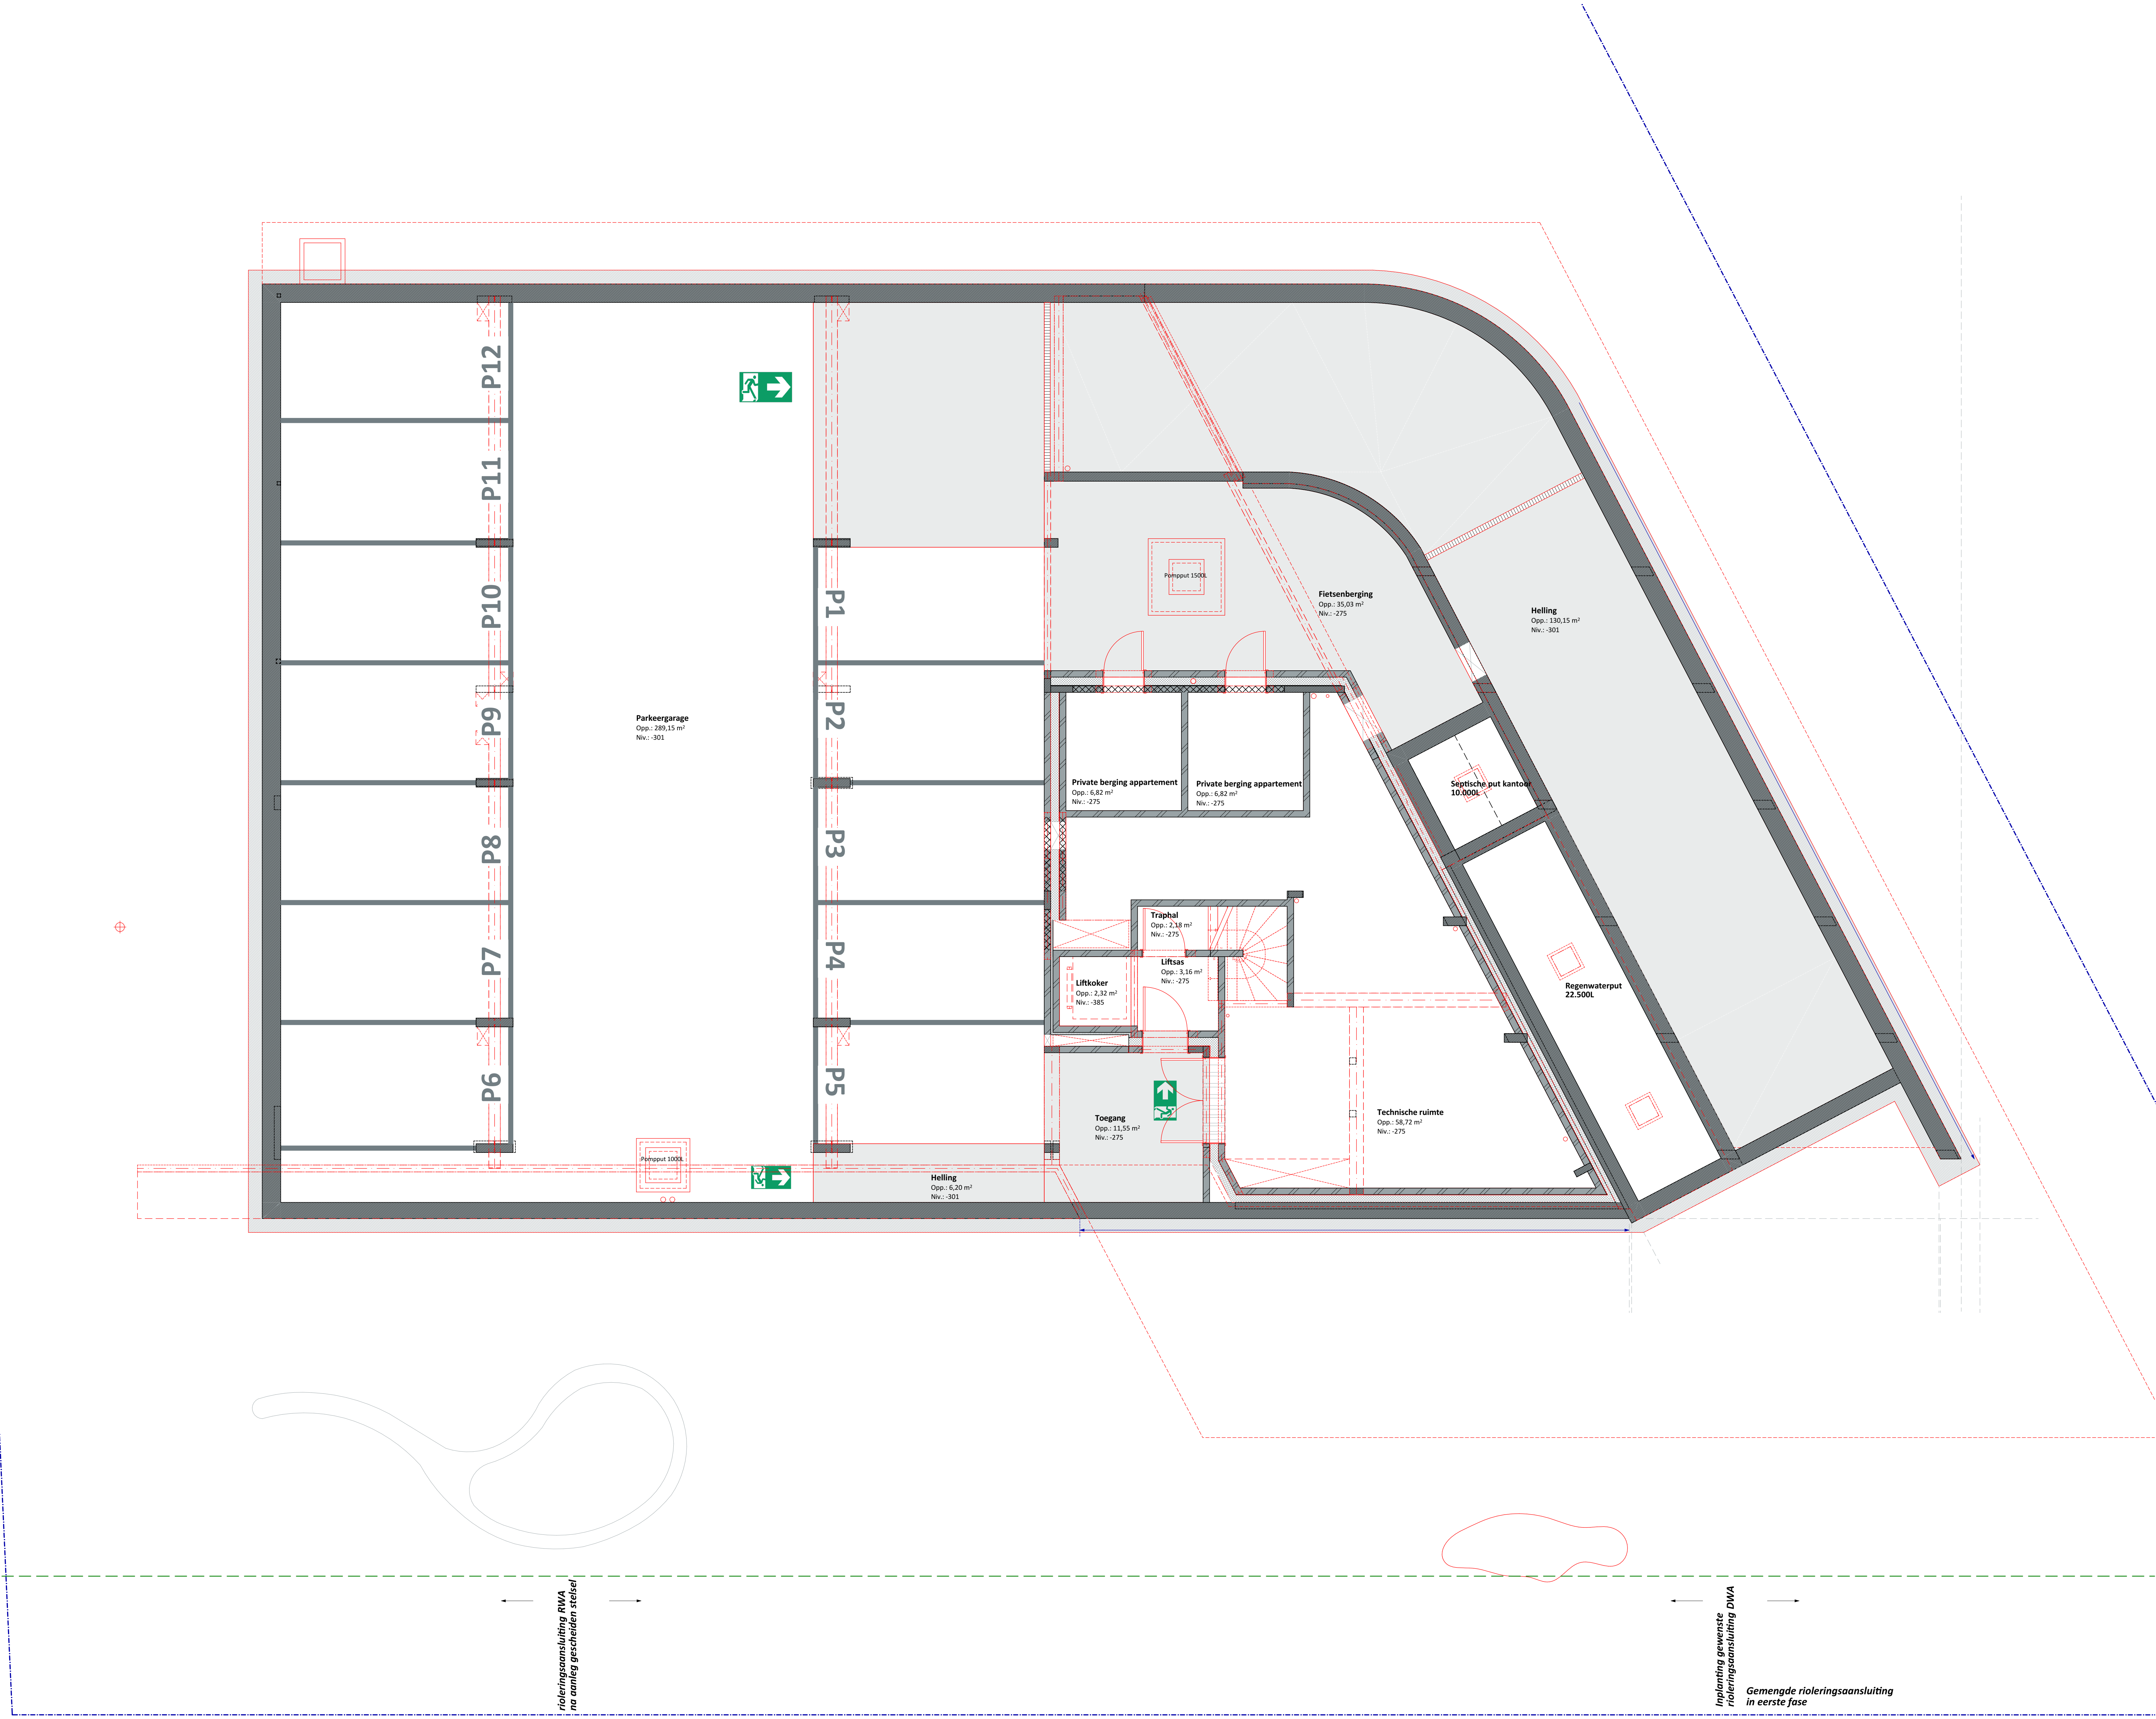 P12
P11
P10
P9
P8
P7
P6
P1
P2
P3
P4
P5
Parkeergarage
Opp.: 289,15 m²
Niv.: -301
Pompput 1500L
Fietsenberging
Opp.: 35,03 m²
Niv.: -275
Helling
Opp.: 130,15 m²
Niv.: -301
Private berging appartement
Opp.: 6,82 m²
Niv.: -275
Private berging appartement
Opp.: 6,82 m²
Niv.: -275
Septische put kantoor
10.000L
Traphal
Opp.: 2,18 m²
Niv.: -275
Liftsas
Opp.: 3,16 m²
Niv.: -275
Liftkoker
Opp.: 2,32 m²
Niv.: -385
Regenwaterput
22.500L
Toegang
Opp.: 11,55 m²
Niv.: -275
Technische ruimte
Opp.: 58,72 m²
Niv.: -275
Pompput 1000L
Helling
Opp.: 6,20 m²
Niv.: -301
rioleringsaansluiting RWA
na aanleg gescheiden stelsel
Inplanting gewenste
rioleringsaansluiting DWA
Gemengde rioleringsaansluiting
in eerste fase